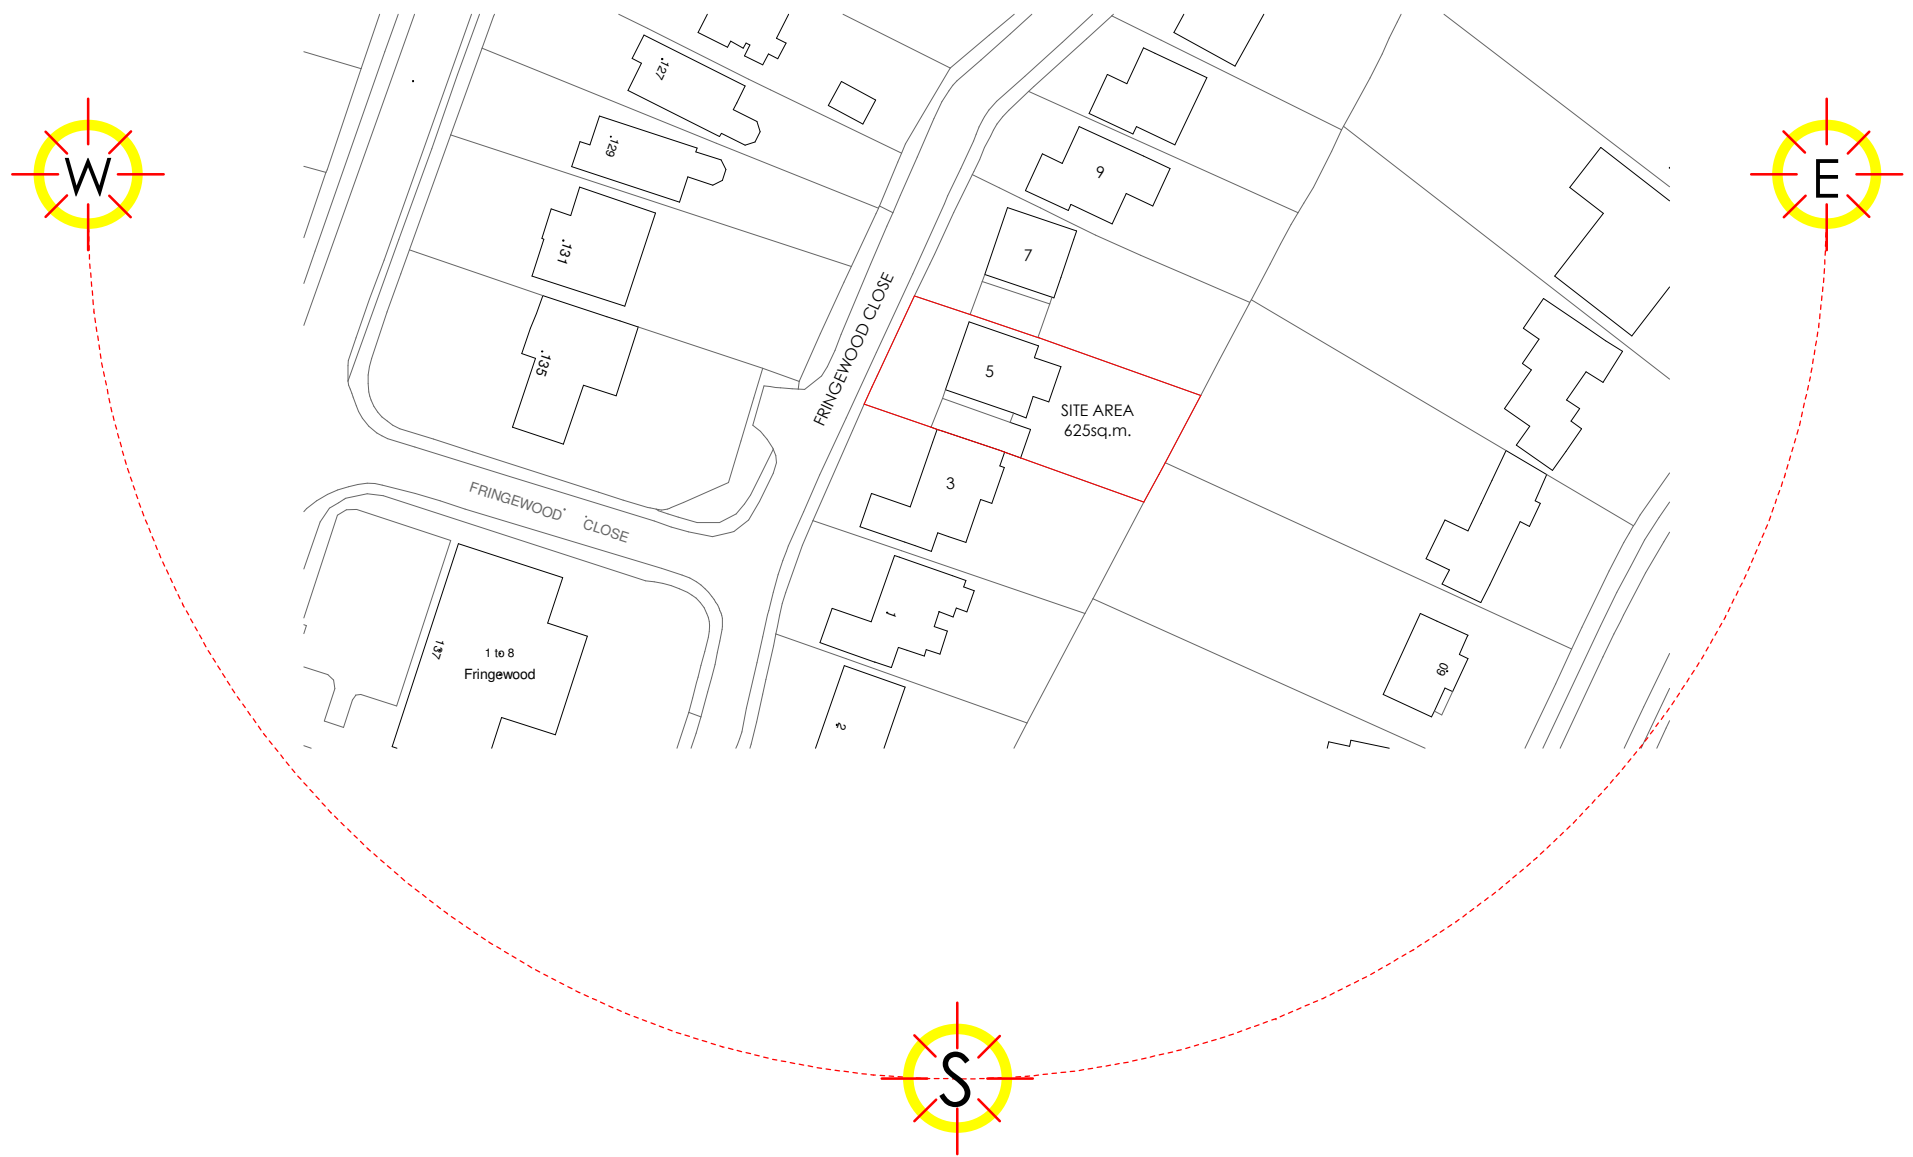 .127
.129
.131
.135
W
E
9
7
FRINGEWOOD CLOSE
5
SITE AREA
625sq.m.
3
FRINGEWOOD CLOSE
1
137
1 to 8
Fringewood
2
60
S